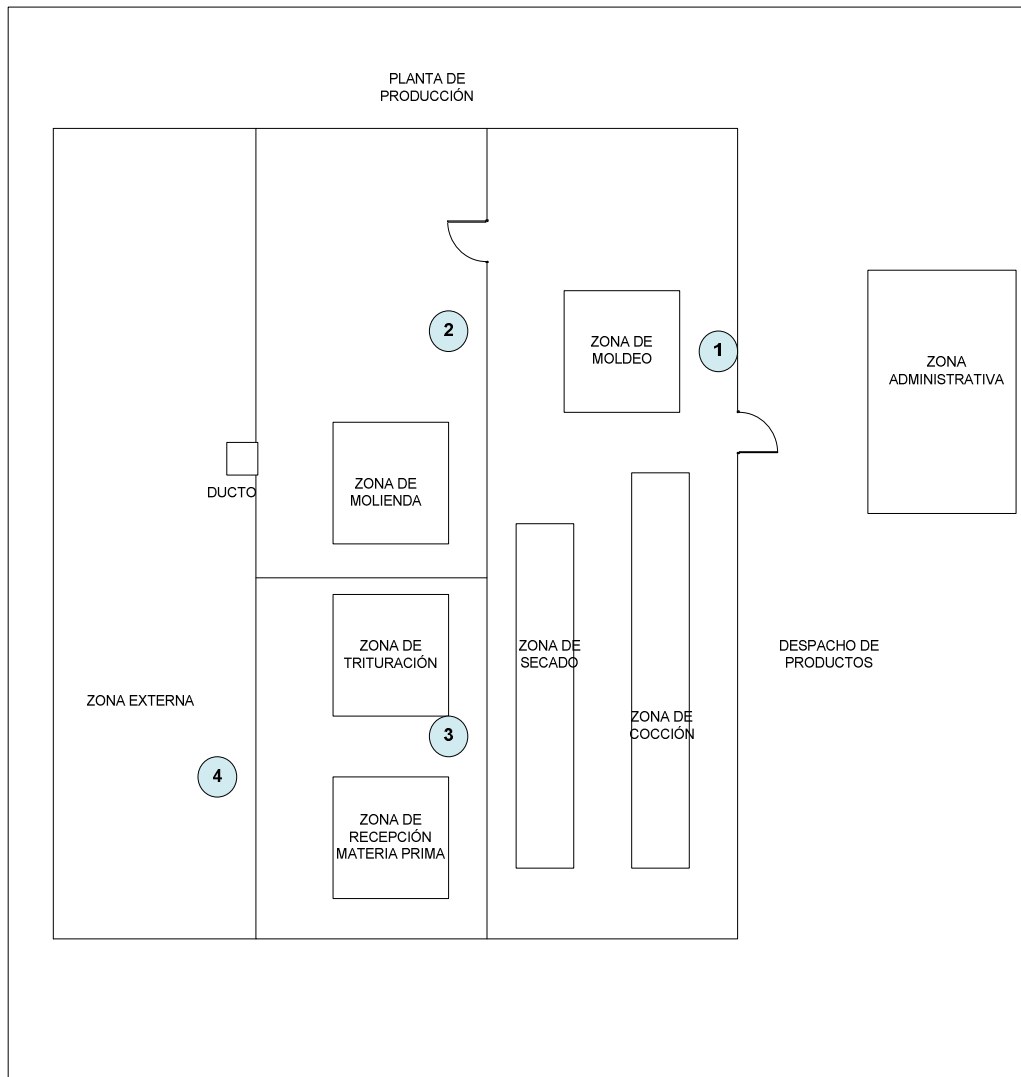 PLANTA DE
PRODUCCIÓN
2
ZONA DE
MOLDEO
1
ZONA
ADMINISTRATIVA
DUCTO
ZONA DE
MOLIENDA
ZONA DE
TRITURACIÓN
ZONA DE
SECADO
DESPACHO DE
PRODUCTOS
ZONA EXTERNA
3
ZONA DE
COCCIÓN
4
ZONA DE
RECEPCIÓN
MATERIA PRIMA